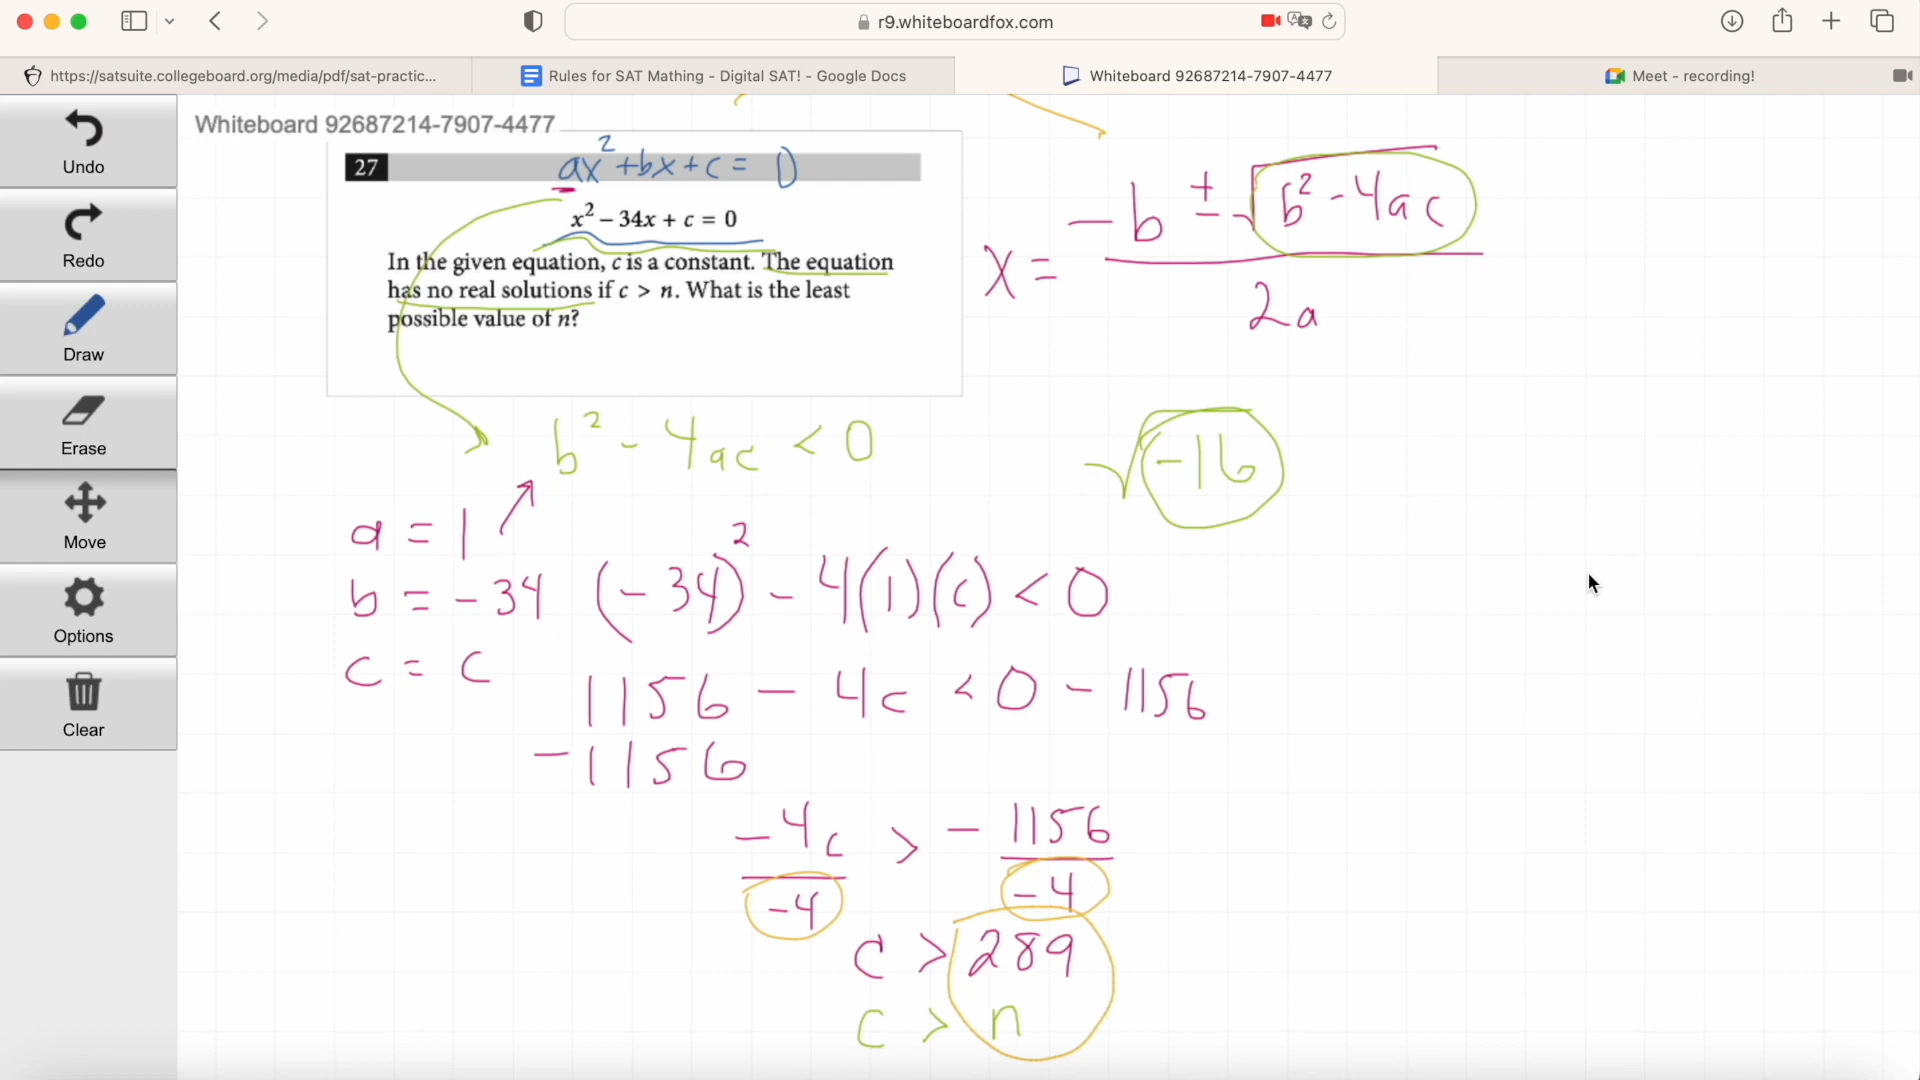 r9.whiteboardfox.com
https://satsuite.collegeboard.org/media/pdf/sat-practic...
Rules for SAT Mathing - Digital SAT! - Google Docs
Whiteboard 92687214-7907-4477
Meet - recording!
Undo
Redo
Draw
Erase
Move
Options
Clear
Whiteboard 92687214-7907-4477
27
ax² + bx + c = 0
x² – 34x + c = 0
In the given equation, c is a constant. The equation
has no real solutions if c > n. What is the least
possible value of n?
x = -b ± √b² - 4ac
2a
b² - 4ac < 0
√-16
a = 1
b = -34
(-34)² - 4(1)(c) < 0
c = c
1156 - 4c < 0 - 1156
-1156
-4c > -1156
-4 -4
c > 289
c > n